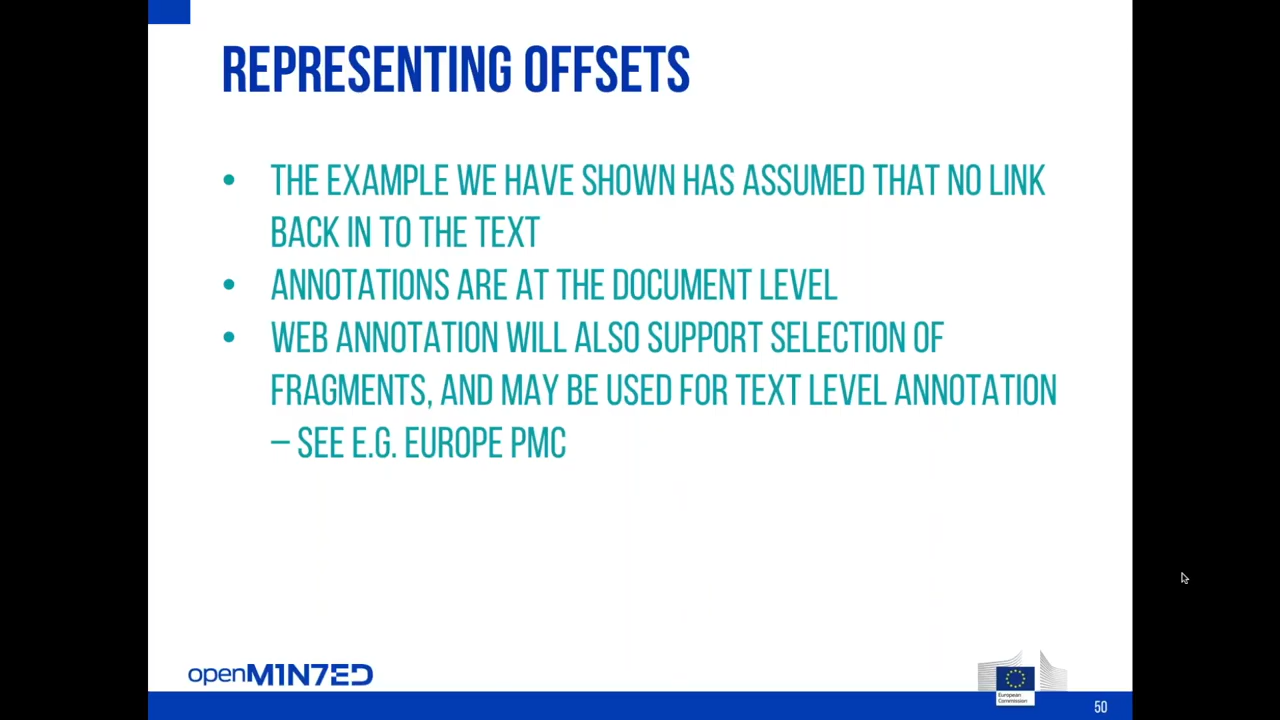 REPRESENTING OFFSETS
• THE EXAMPLE WE HAVE SHOWN HAS ASSUMED THAT NO LINK
BACK IN TO THE TEXT
• ANNOTATIONS ARE AT THE DOCUMENT LEVEL
• WEB ANNOTATION WILL ALSO SUPPORT SELECTION OF
FRAGMENTS, AND MAY BE USED FOR TEXT LEVEL ANNOTATION
– SEE E.G. EUROPE PMC
openM1N7ED
European
Commission
50